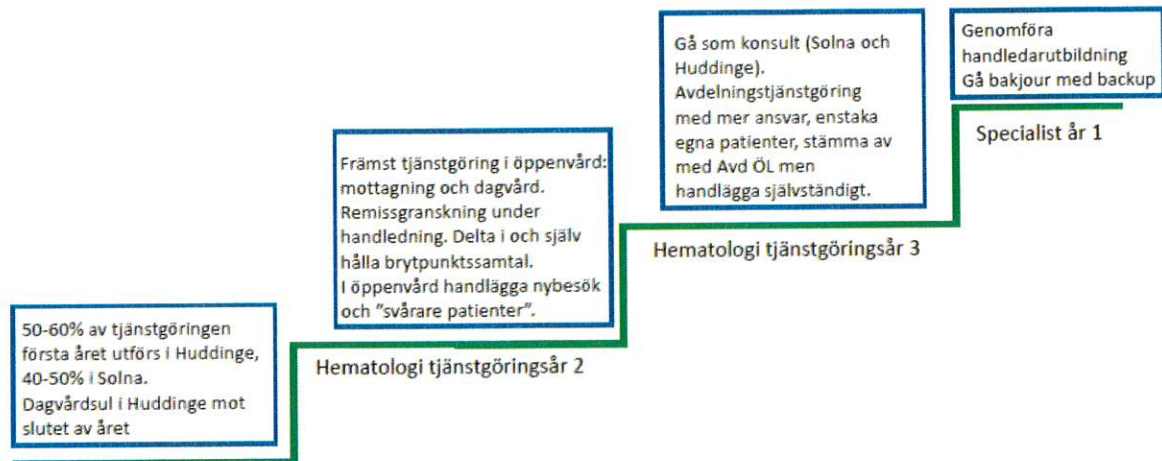 50-60% av tjänstgöringen
första året utförs i Huddinge,
40-50% i Solna.
Dagvårdsul i Huddinge mot
slutet av året
Främst tjänstgöring i öppenvård:
mottagning och dagvård.
Remissgranskning under
handledning. Delta i och själv
hålla brytpunktssamtal.
I öppenvård handlägga nybesök
och ”svårare patienter”.
Hematologi tjänstgöringsår 2
Gå som konsult (Solna och
Huddinge).
Avdelningstjänstgöring
med mer ansvar, enstaka
egna patienter, stämma av
med Avd ÖL men
handlägga självständigt.
Hematologi tjänstgöringsår 3
Genomföra
handledarutbildning
Gå bakjour med backup
Specialist år 1